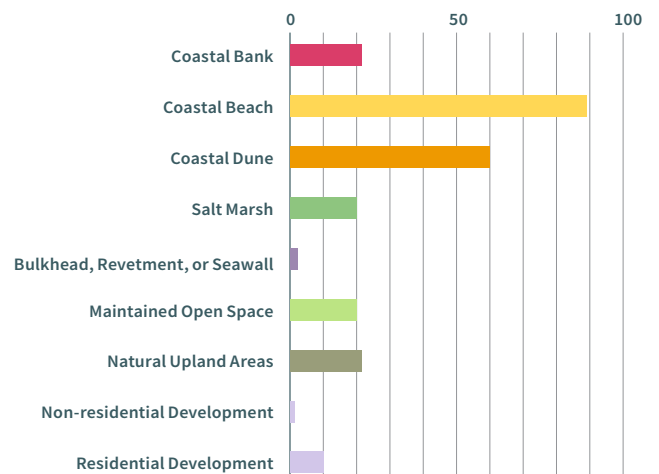 0 50 100
Coastal Bank
Coastal Beach
Coastal Dune
Salt Marsh
Bulkhead, Revetment, or Seawall
Maintained Open Space
Natural Upland Areas
Non-residential Development
Residential Development